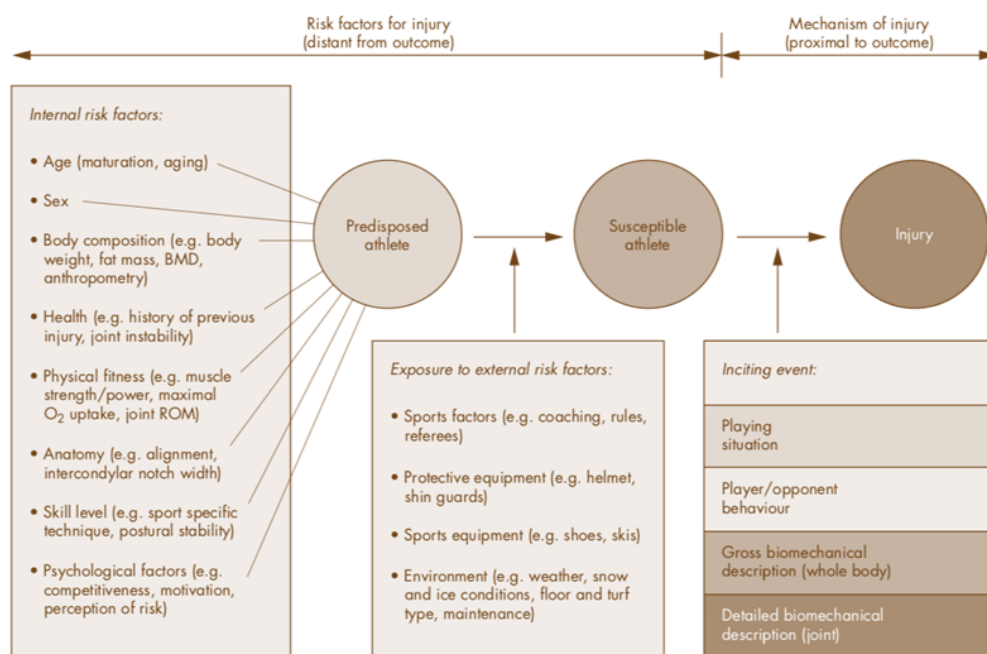 Risk factors for injury
(distant from outcome)
Mechanism of injury
(proximal to outcome)
Internal risk factors:
• Age (maturation, aging)
• Sex
• Body composition (e.g. body
weight, fat mass, BMD,
anthropometry)
• Health (e.g. history of previous
injury, joint instability)
• Physical fitness (e.g. muscle
strength/power, maximal
O₂ uptake, joint ROM)
• Anatomy (e.g. alignment,
intercondylar notch width)
• Skill level (e.g. sport specific
technique, postural stability)
• Psychological factors (e.g.
competitiveness, motivation,
perception of risk)
Predisposed
athlete
Susceptible
athlete
Injury
Exposure to external risk factors:
• Sports factors (e.g. coaching, rules,
referees)
• Protective equipment (e.g. helmet,
shin guards)
• Sports equipment (e.g. shoes, skis)
• Environment (e.g. weather, snow
and ice conditions, floor and turf
type, maintenance)
Inciting event:
Playing
situation
Player/opponent
behaviour
Gross biomechanical
description (whole body)
Detailed biomechanical
description (joint)